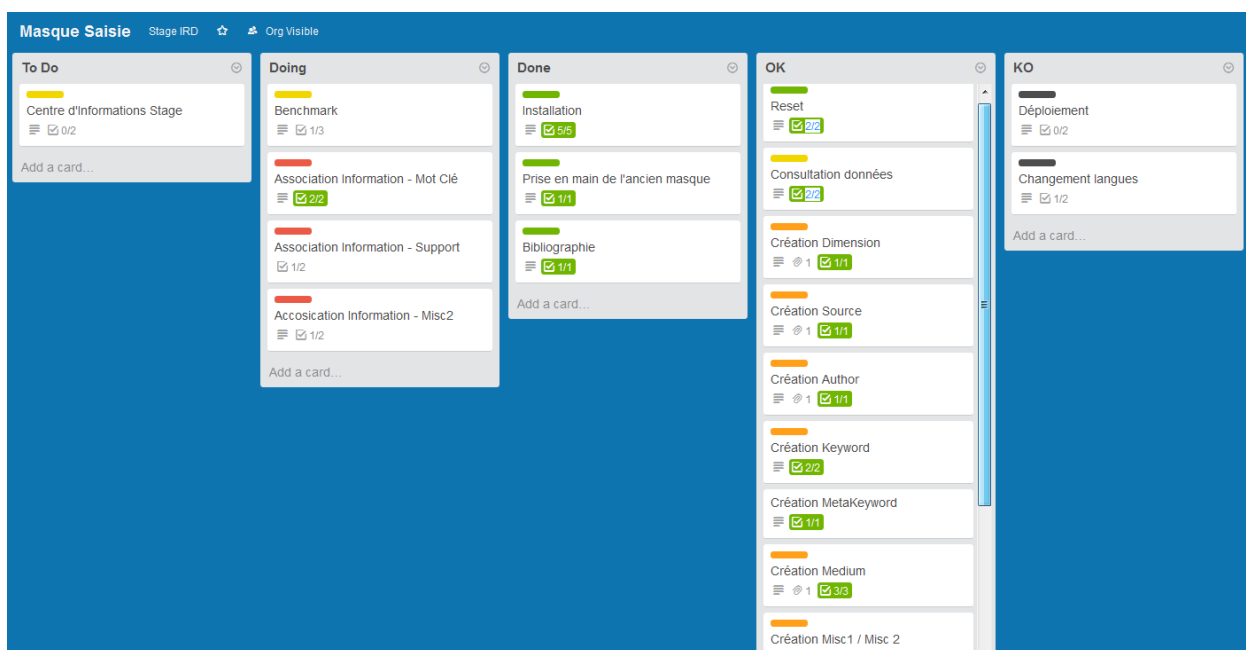 Masque Saisie Stage IRD Org Visible
To Do
Centre d'Informations Stage
0/2
Add a card...
Doing
Benchmark
1/3
Association Information - Mot Clé
2/2
Association Information - Support
1/2
Accosication Information - Misc2
1/2
Add a card...
Done
Installation
5/5
Prise en main de l'ancien masque
1/1
Bibliographie
1/1
Add a card...
OK
Reset
2/2
Consultation données
2/2
Création Dimension
1 1/1
Création Source
1 1/1
Création Author
1 1/1
Création Keyword
2/2
Création MetaKeyword
1/1
Création Medium
1 3/3
Création Misc1 / Misc 2
KO
Déploiement
0/2
Changement langues
1/2
Add a card...